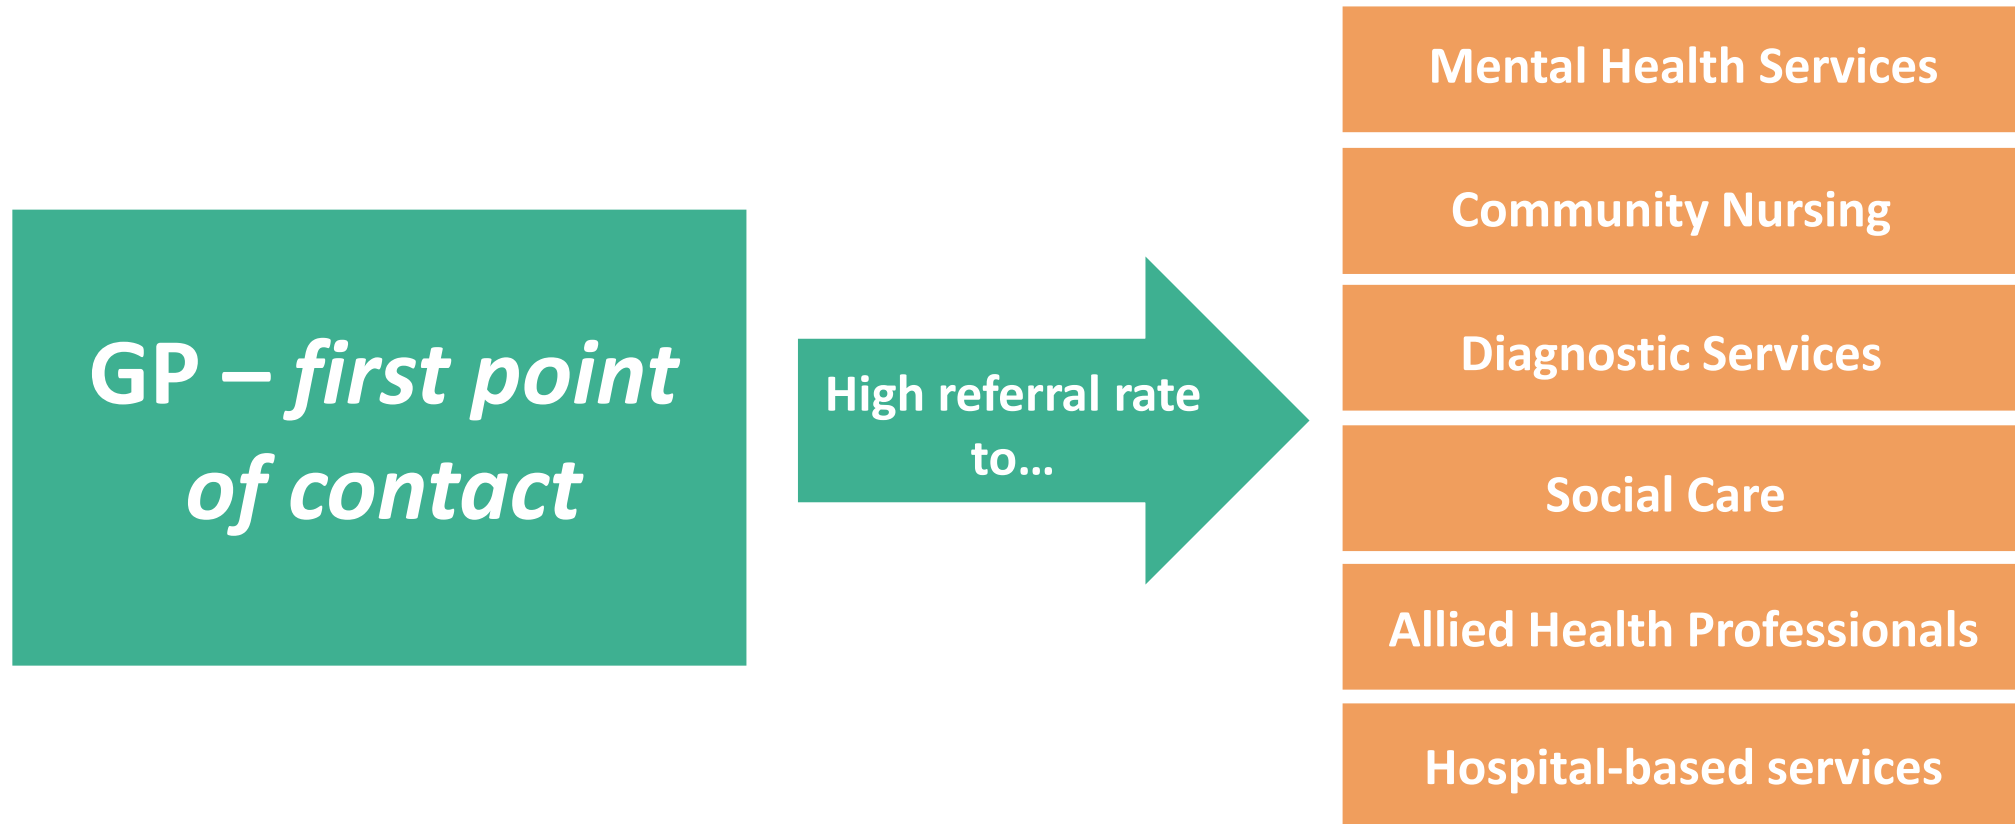 GP – first point
of contact
High referral rate
to…
Mental Health Services
Community Nursing
Diagnostic Services
Social Care
Allied Health Professionals
Hospital-based services